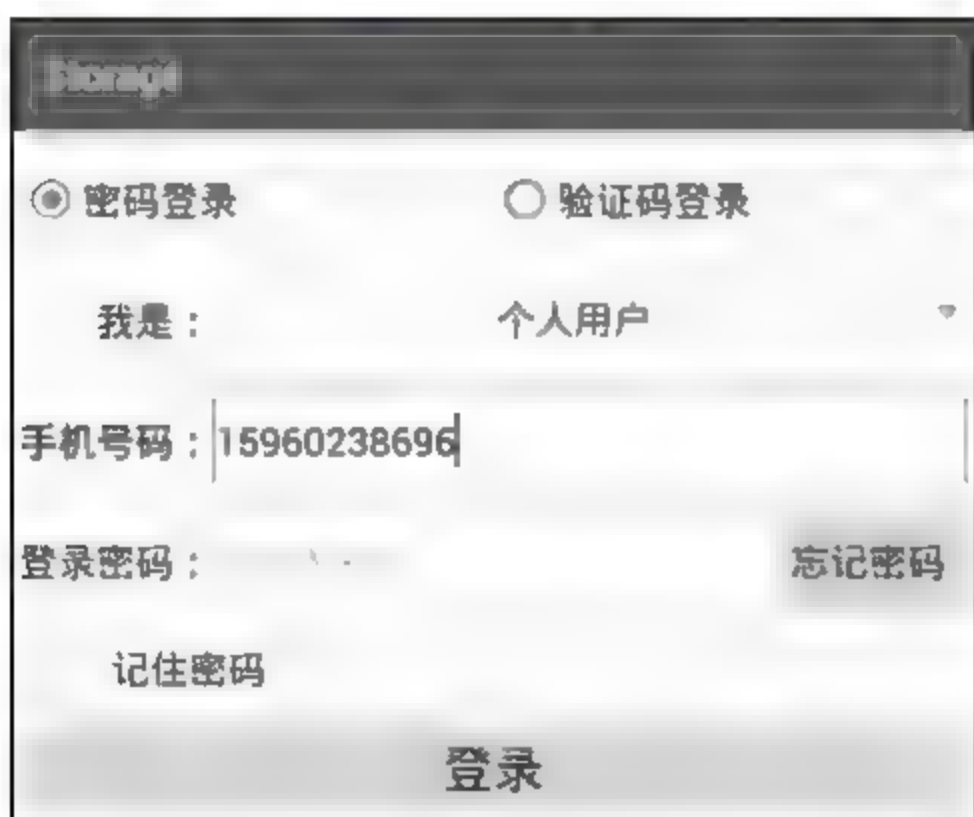 Storage
密码登录 验证码登录
我是： 个人用户
手机号码： 15960238696
登录密码： 忘记密码
记住密码
登录